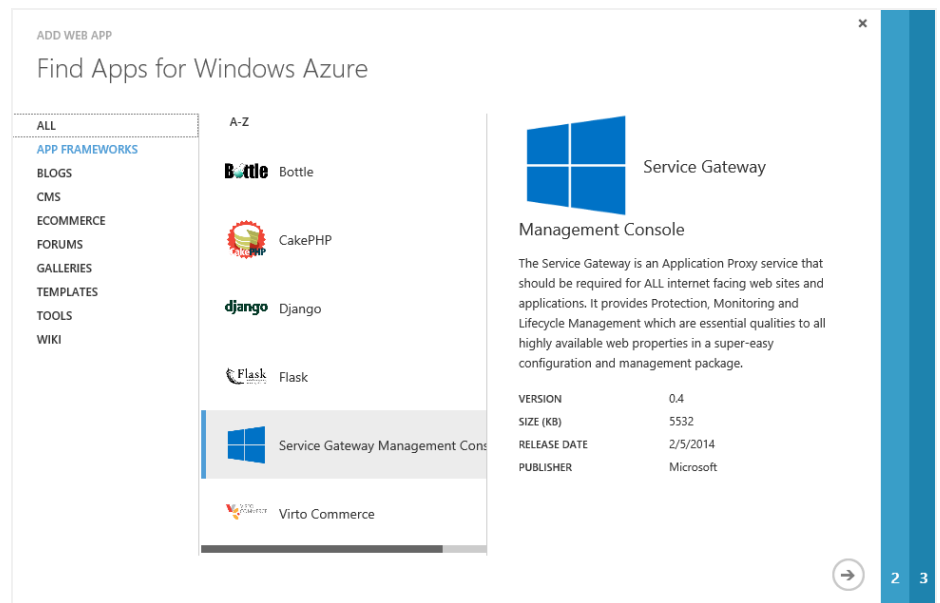 ×
ADD WEB APP
Find Apps for Windows Azure
ALL
APP FRAMEWORKS
BLOGS
CMS
ECOMMERCE
FORUMS
GALLERIES
TEMPLATES
TOOLS
WIKI
A-Z
Bottle Bottle
CakePHP CakePHP
django Django
Flask Flask
Service Gateway Management Cons
VIRTO COMMERCE Virto Commerce
Service Gateway
Management Console
The Service Gateway is an Application Proxy service that
should be required for ALL internet facing web sites and
applications. It provides Protection, Monitoring and
Lifecycle Management which are essential qualities to all
highly available web properties in a super-easy
configuration and management package.
VERSION 0.4
SIZE (KB) 5532
RELEASE DATE 2/5/2014
PUBLISHER Microsoft
2 3